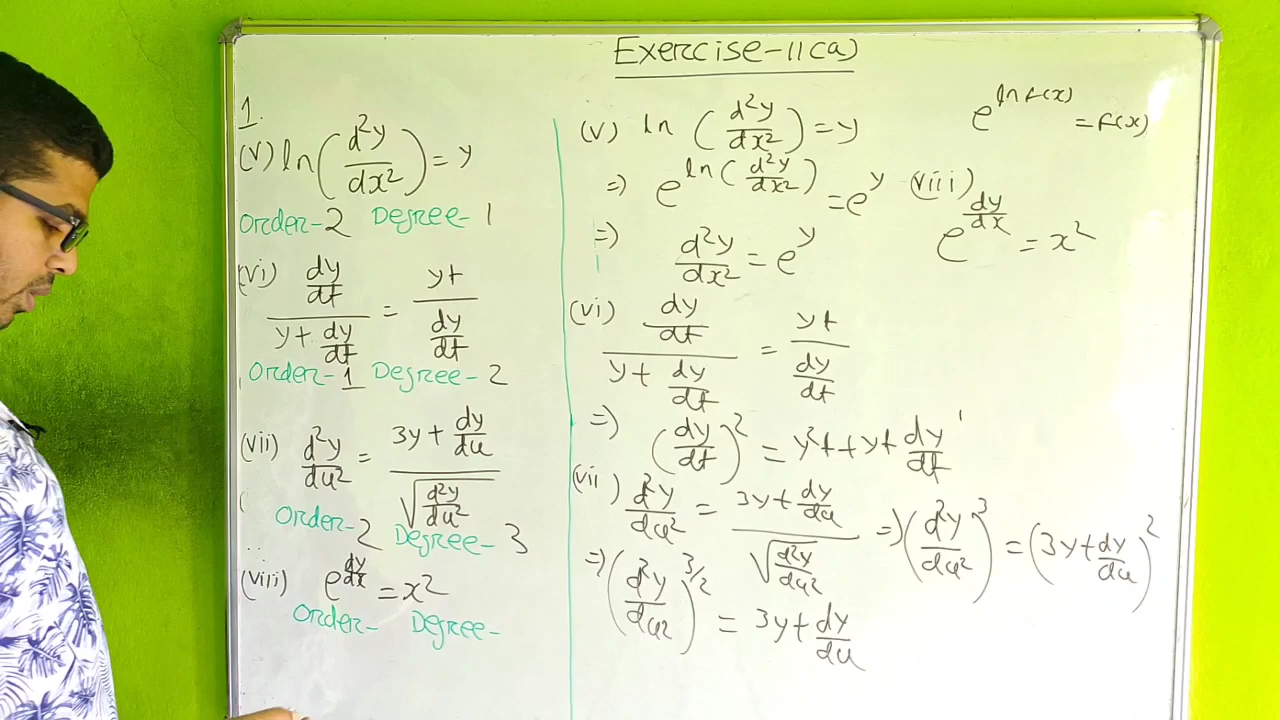 Exercise-11(a)
1.
(v) ln(d²y/dx²) = y
Order-2 Degree-1
(vi) (dy/dt)/(y+dy/dt) = yt/(dy/dt)
Order-1 Degree-2
(vii) d²y/du² = (3y+dy/du)/√(d²y/du²)
Order-2 Degree-3
(viii) e^(dy/dx) = x²
Order- Degree-
(v) ln(d²y/dx²) = y
=) e^(ln(d²y/dx²)) = e^y
=) d²y/dx² = e^y
(vi) (dy/dt)/(y+dy/dt) = yt/(dy/dt)
=) (dy/dt)² = y²t+yt dy/dt ¹
(vii) d²y/du² = (3y+dy/du)/√(d²y/du²) =) (d²y/du²)³ = (3y+dy/du)²
=) (d²y/du²)^(3/2) = 3y+dy/du
e^(ln f(x)) = f(x)
(viii) e^(dy/dx) = x²